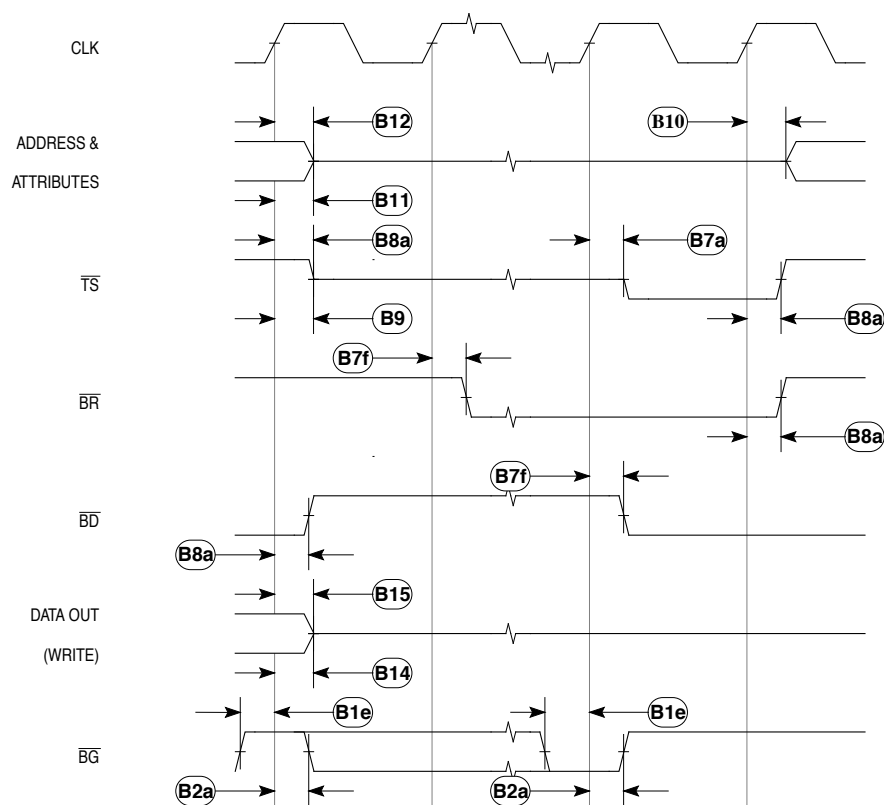 CLK
B12
B10
ADDRESS &
ATTRIBUTES
B11
B8a
B7a
TS
B9
B8a
B7f
BR
B8a
B7f
BD
B8a
B15
DATA OUT
(WRITE)
B14
B1e
B1e
BG
B2a
B2a